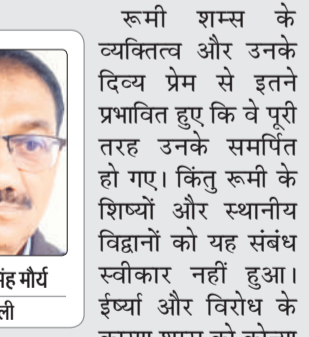 रूमी शम्स के
व्यक्तित्व और उनके
दिव्य प्रेम से इतने
प्रभावित हुए कि वे पूरी
तरह उनके समर्पित
हो गए। किंतु रूमी के
शिष्यों और स्थानीय
विद्वानों को यह संबंध
स्वीकार नहीं हुआ।
ईर्ष्या और विरोध के
मौर्य